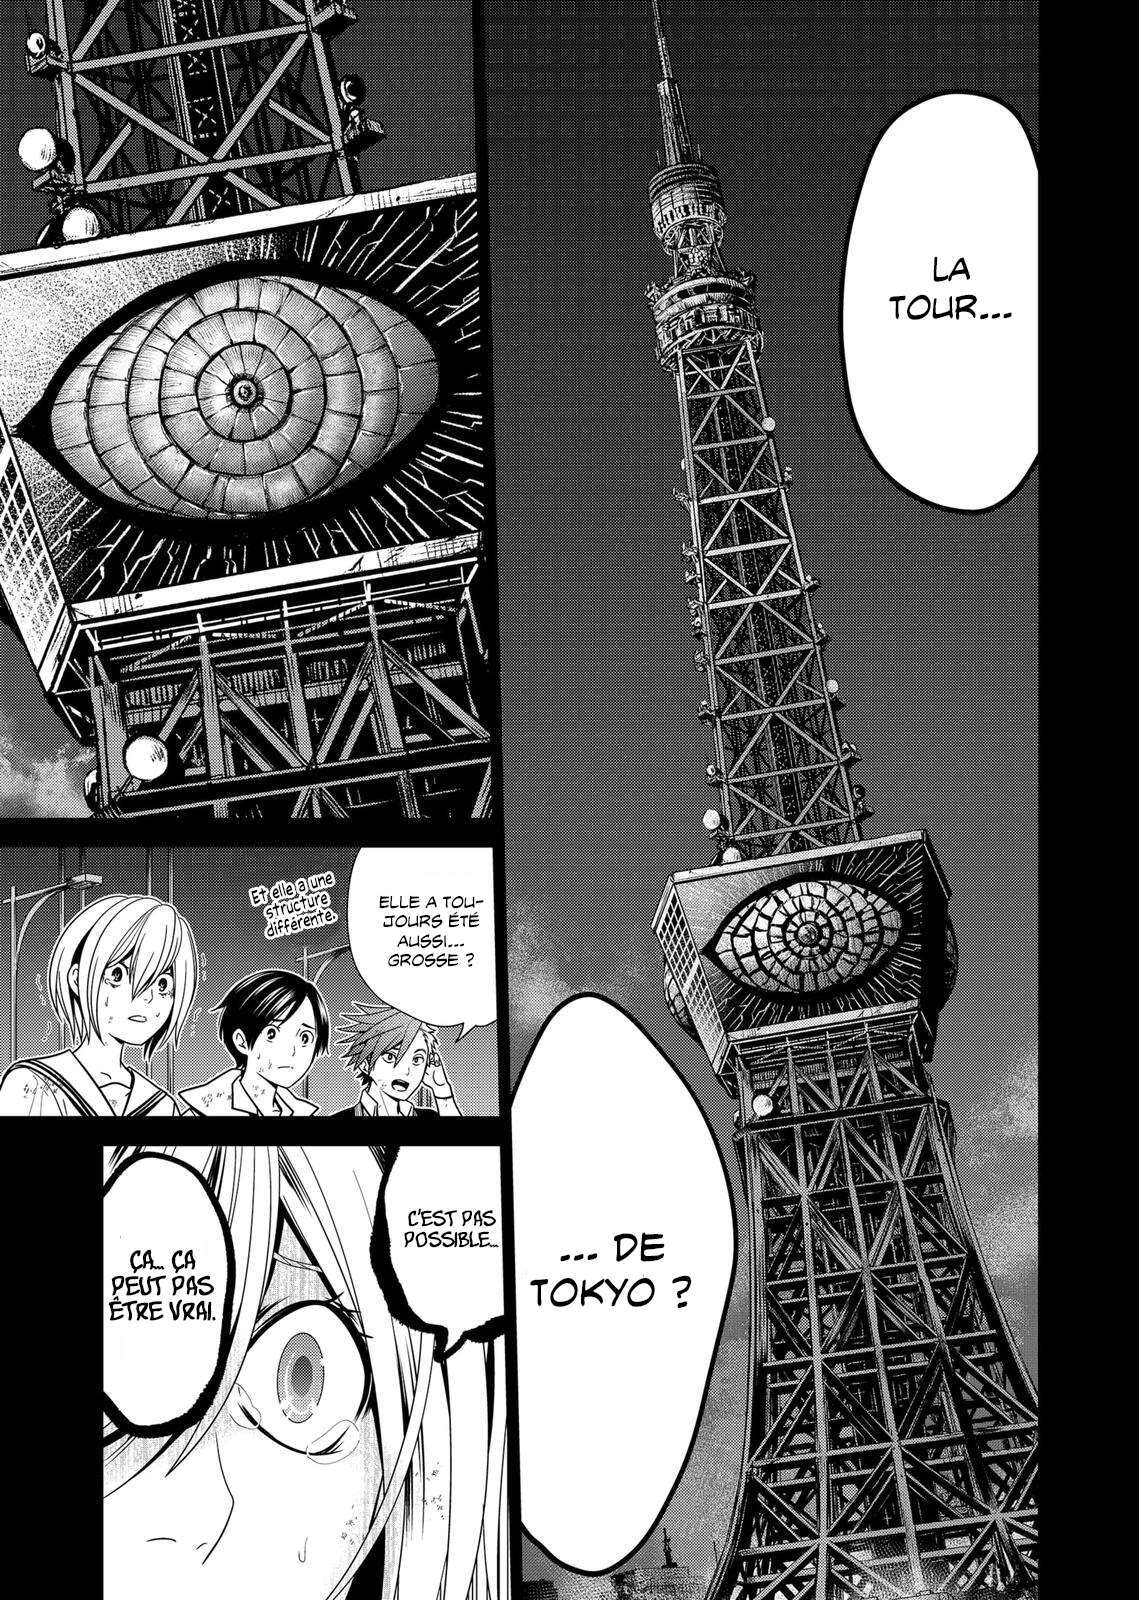 LA
TOUR...
... DE
TOKYO ?
ELLE A TOU-
JOURS ÉTÉ
AUSSI...
GROSSE ?
Et elle a une
structure
différente.
C'EST PAS
POSSIBLE...
ÇA... ÇA
PEUT PAS
ÊTRE VRAI.